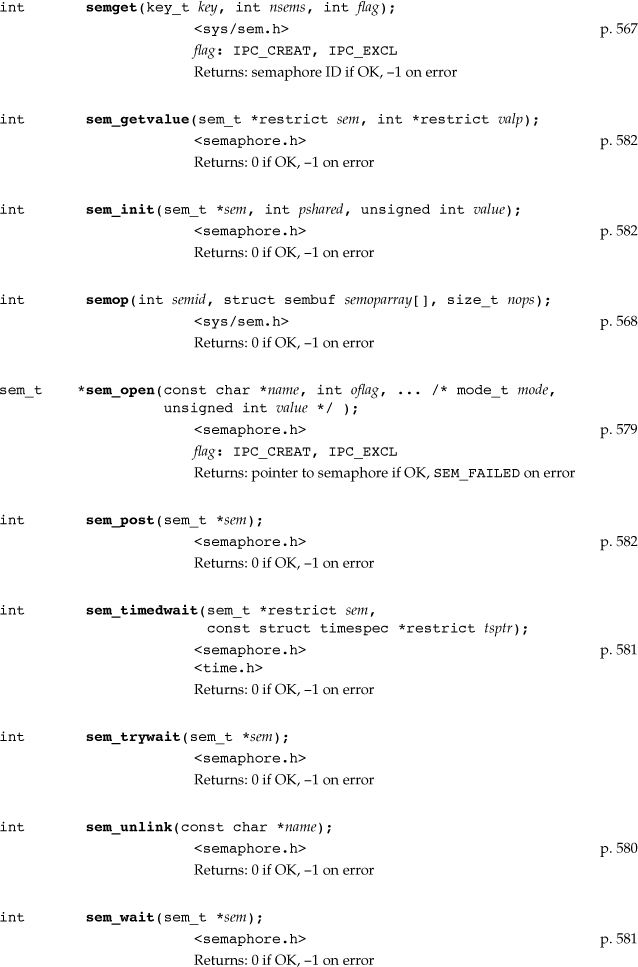 int semget(key_t key, int nsems, int flag);
<sys/sem.h> p. 567
flag: IPC_CREAT, IPC_EXCL
Returns: semaphore ID if OK, –1 on error
int sem_getvalue(sem_t *restrict sem, int *restrict valp);
<semaphore.h> p. 582
Returns: 0 if OK, –1 on error
int sem_init(sem_t *sem, int pshared, unsigned int value);
<semaphore.h> p. 582
Returns: 0 if OK, –1 on error
int semop(int semid, struct sembuf semoparray[], size_t nops);
<sys/sem.h> p. 568
Returns: 0 if OK, –1 on error
sem_t *sem_open(const char *name, int oflag, ... /* mode_t mode,
unsigned int value */ );
<semaphore.h> p. 579
flag: IPC_CREAT, IPC_EXCL
Returns: pointer to semaphore if OK, SEM_FAILED on error
int sem_post(sem_t *sem);
<semaphore.h> p. 582
Returns: 0 if OK, –1 on error
int sem_timedwait(sem_t *restrict sem,
const struct timespec *restrict tsptr);
<semaphore.h> p. 581
<time.h>
Returns: 0 if OK, –1 on error
int sem_trywait(sem_t *sem);
<semaphore.h>
Returns: 0 if OK, –1 on error
int sem_unlink(const char *name);
<semaphore.h> p. 580
Returns: 0 if OK, –1 on error
int sem_wait(sem_t *sem);
<semaphore.h> p. 581
Returns: 0 if OK, –1 on error